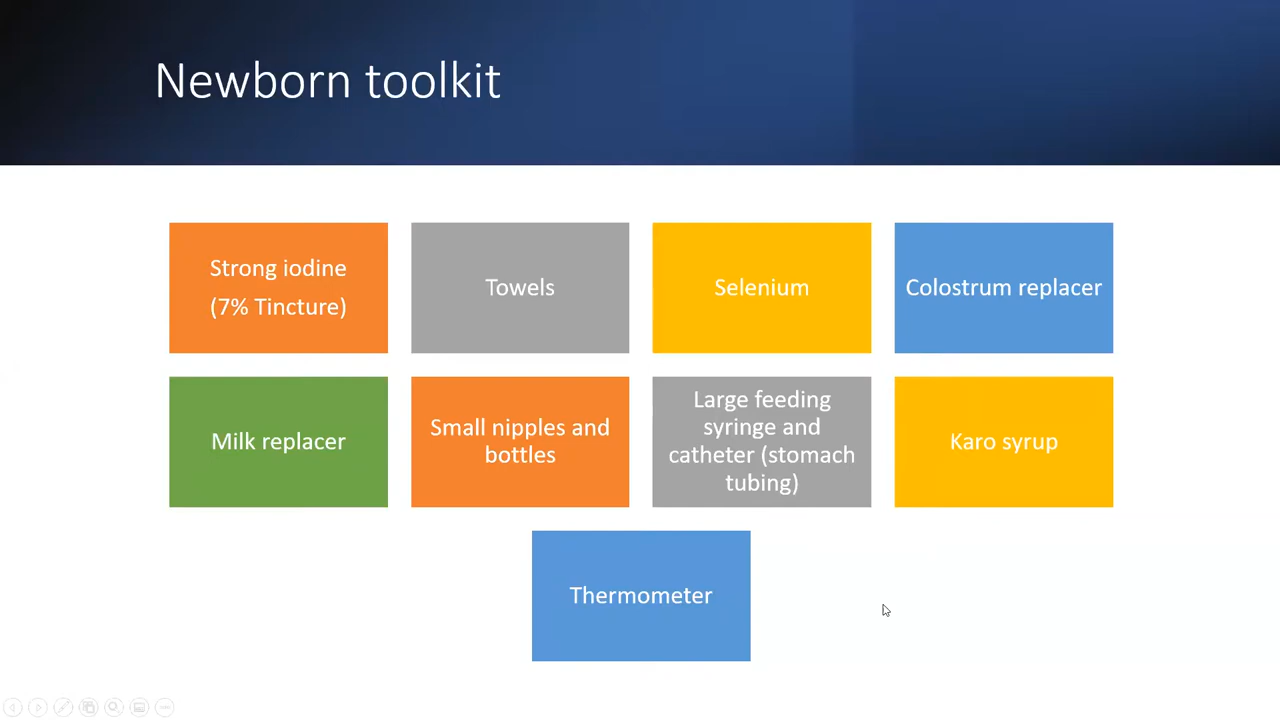 Newborn toolkit
Strong iodine
(7% Tincture)
Towels
Selenium
Colostrum replacer
Milk replacer
Small nipples and
bottles
Large feeding
syringe and
catheter (stomach
tubing)
Karo syrup
Thermometer